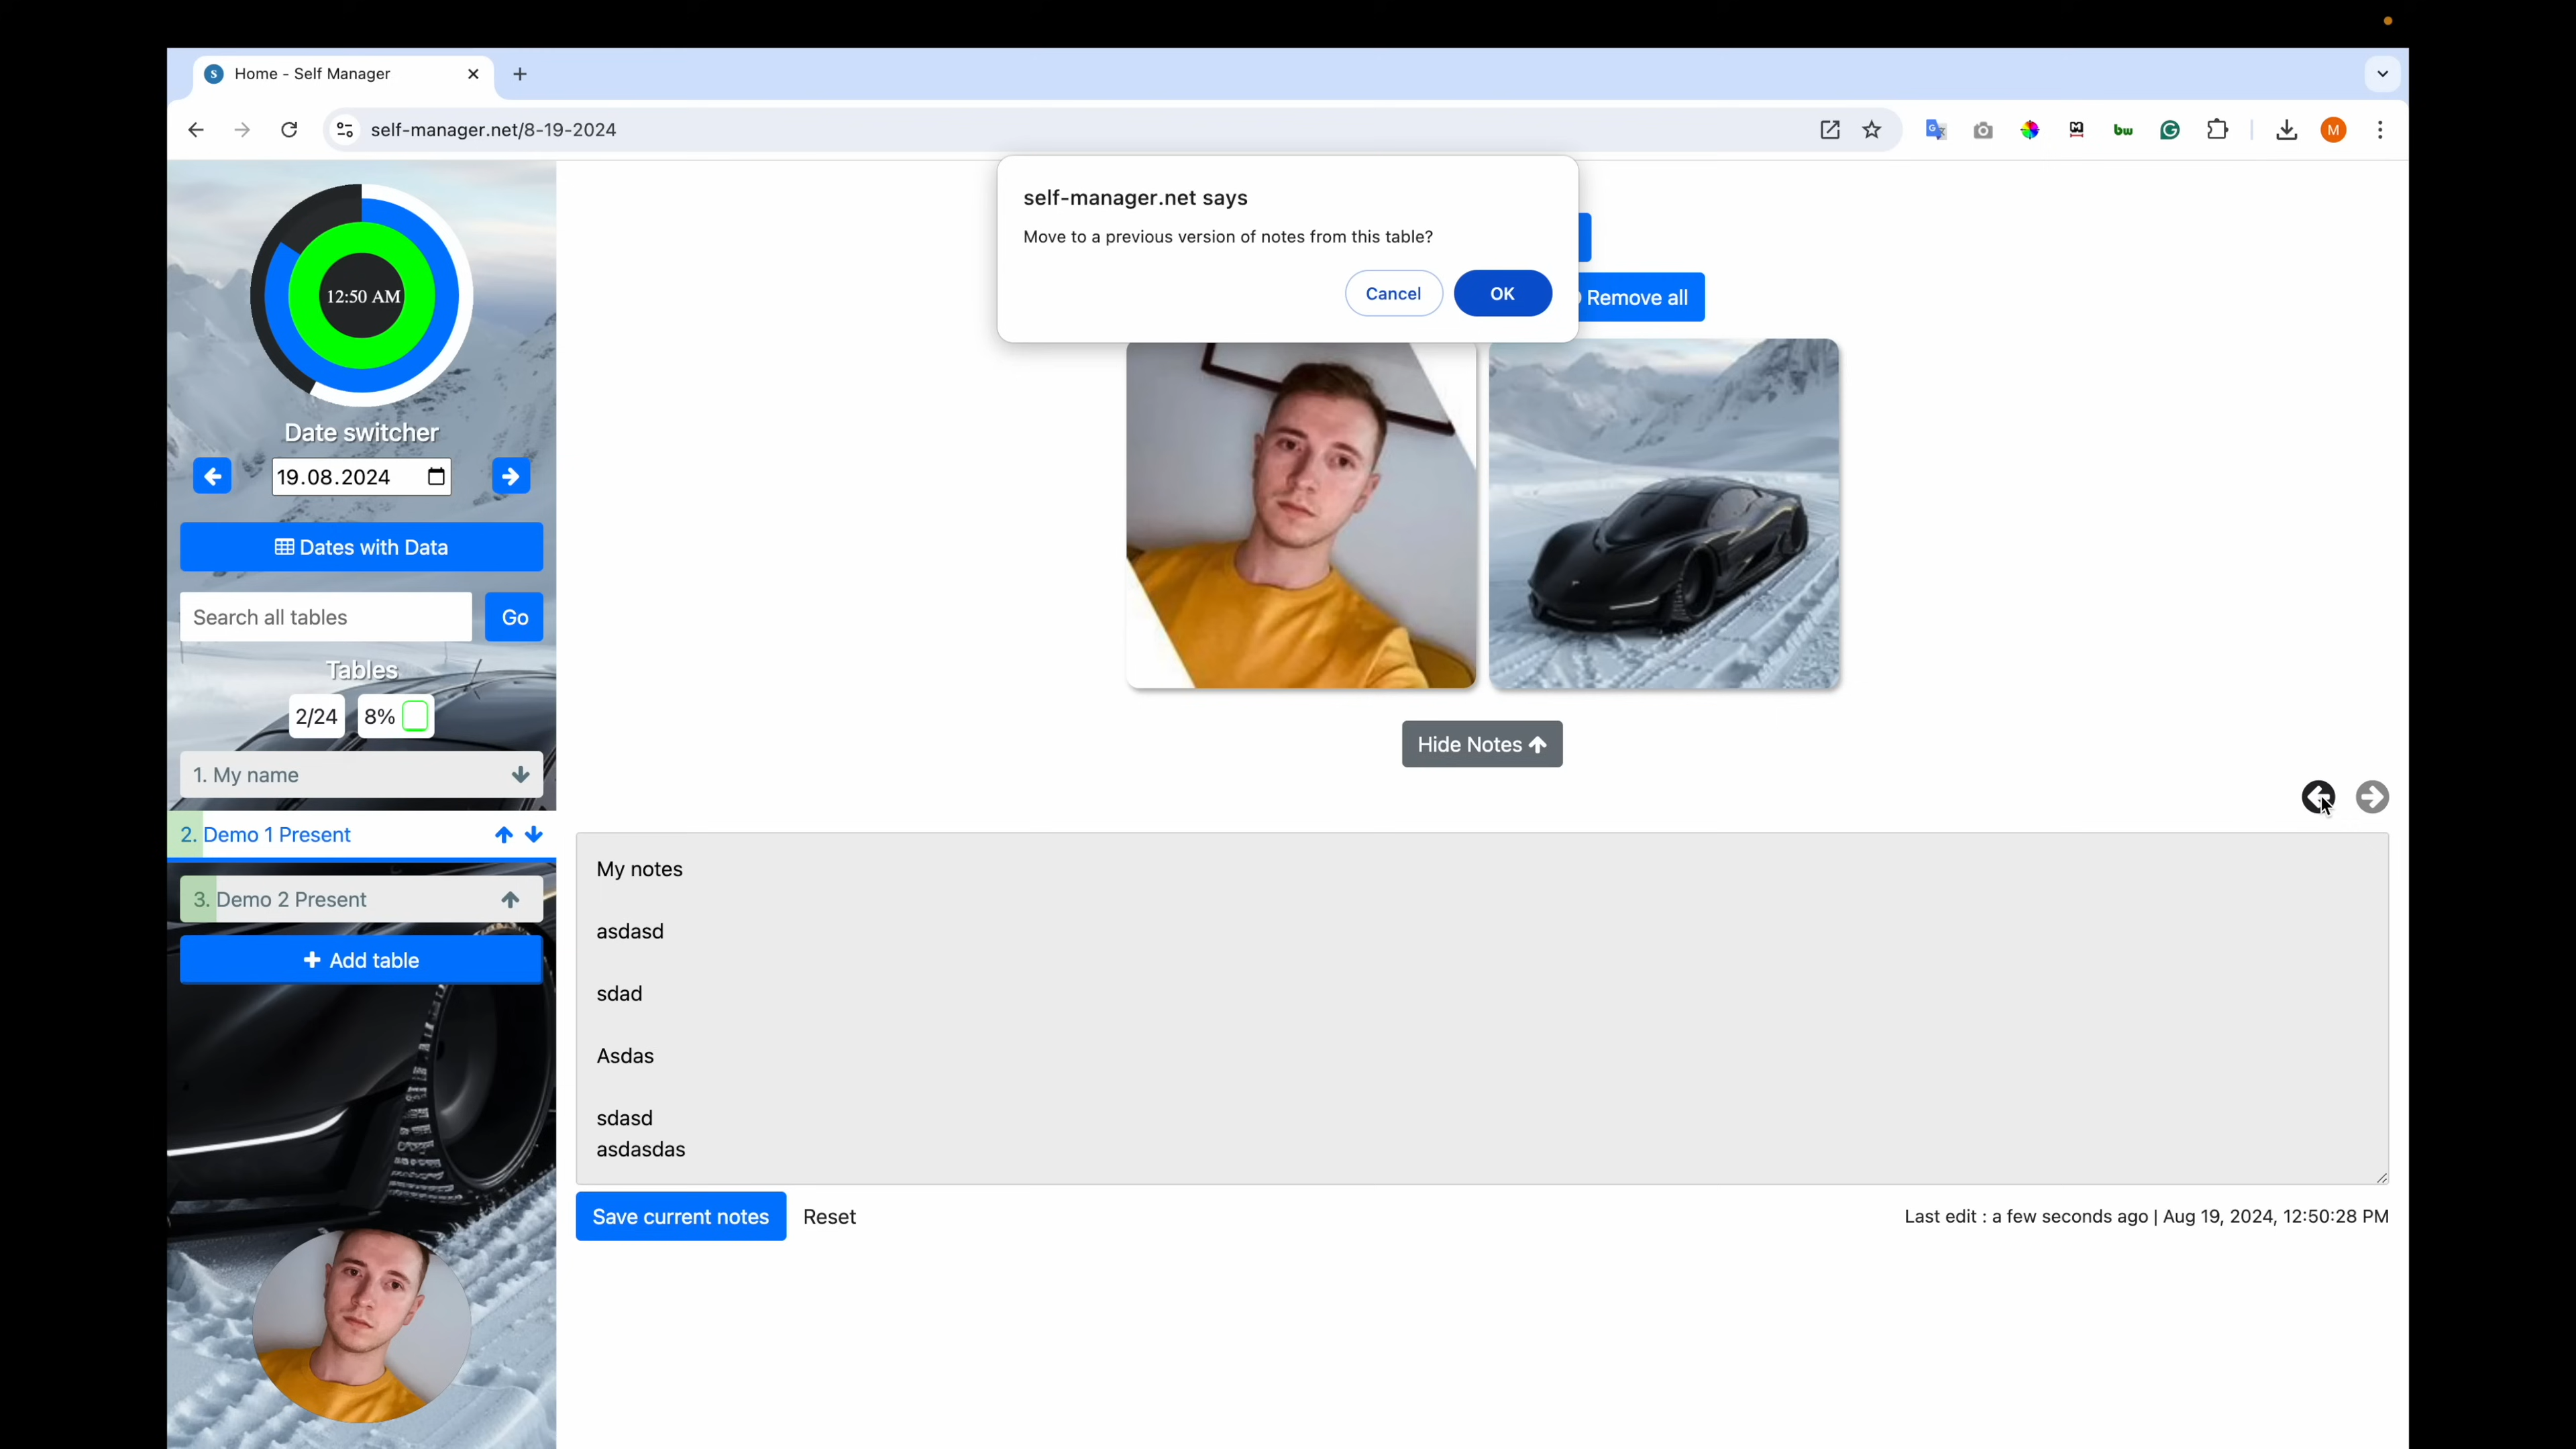 Home - Self Manager
self-manager.net/8-19-2024
M
self-manager.net says
Move to a previous version of notes from this table?
Cancel
OK
Remove all
12:50 AM
Date switcher
19.08.2024
Dates with Data
Search all tables
Go
Tables
2/24
8%
1. My name
2. Demo 1 Present
3. Demo 2 Present
+ Add table
Hide Notes
My notes
asdasd
sdad
Asdas
sdasd
asdasdas
Save current notes
Reset
Last edit : a few seconds ago | Aug 19, 2024, 12:50:28 PM